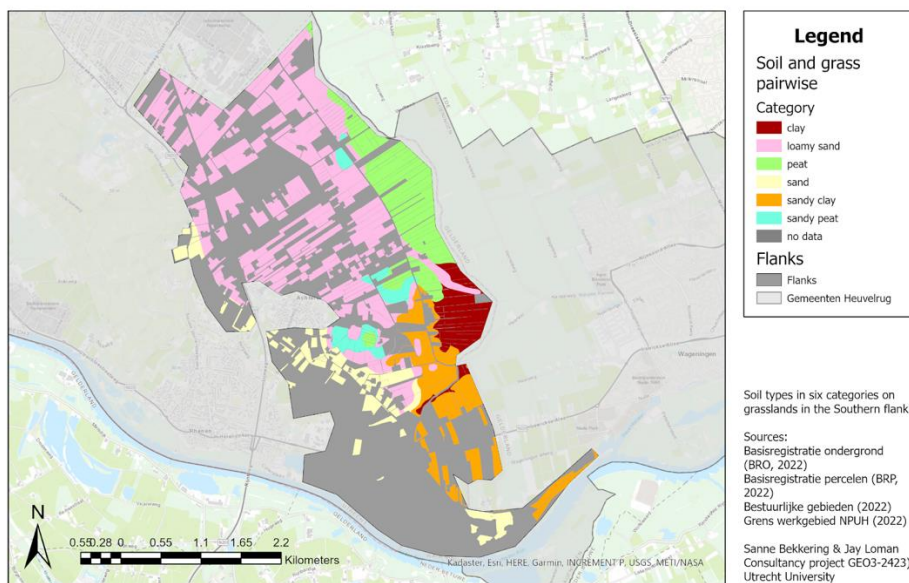 Legend
Soil and grass
pairwise
Category
clay
loamy sand
peat
sand
sandy clay
sandy peat
no data
Flanks
Flanks
Gemeenten Heuvelrug
Soil types in six categories on
grasslands in the Southern flank
Sources:
Basisregistratie ondergrond
(BRO, 2022)
Basisregistratie percelen (BRP,
2022)
Bestuurlijke gebieden (2022)
Grens werkgebied NPUH (2022)
Sanne Bekkering & Jay Loman
Consultancy project GEO3-2423)
Utrecht University
Wageningen
GELDERLAND
N
0.55 0.28 0 0.55 1.1 1.65 2.2
Kilometers
Kadaster, Esri, HERE, Garmin, INCREMENT P, USGS, METI/NASA